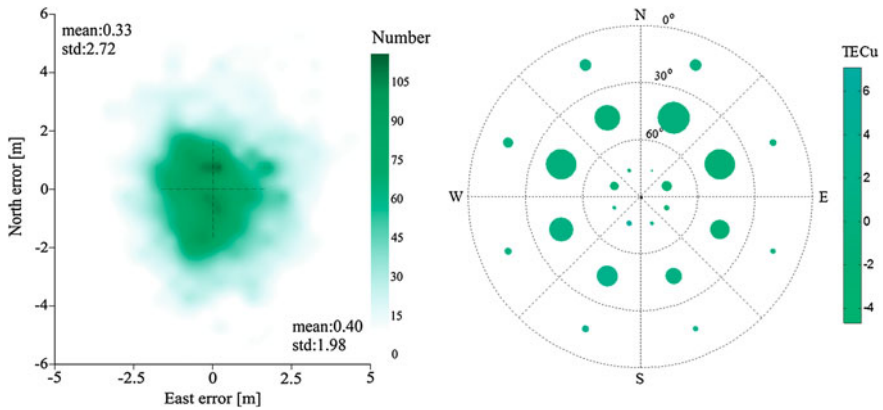 6
mean:0.33
std:2.72
4
2
0
-2
-4
-6
North error [m]
mean:0.40
std:1.98
-5
-2.5
0
2.5
5
East error [m]
Number
105
90
75
60
45
30
15
0
N
0°
30°
60°
W
E
S
TECu
6
4
2
0
-2
-4